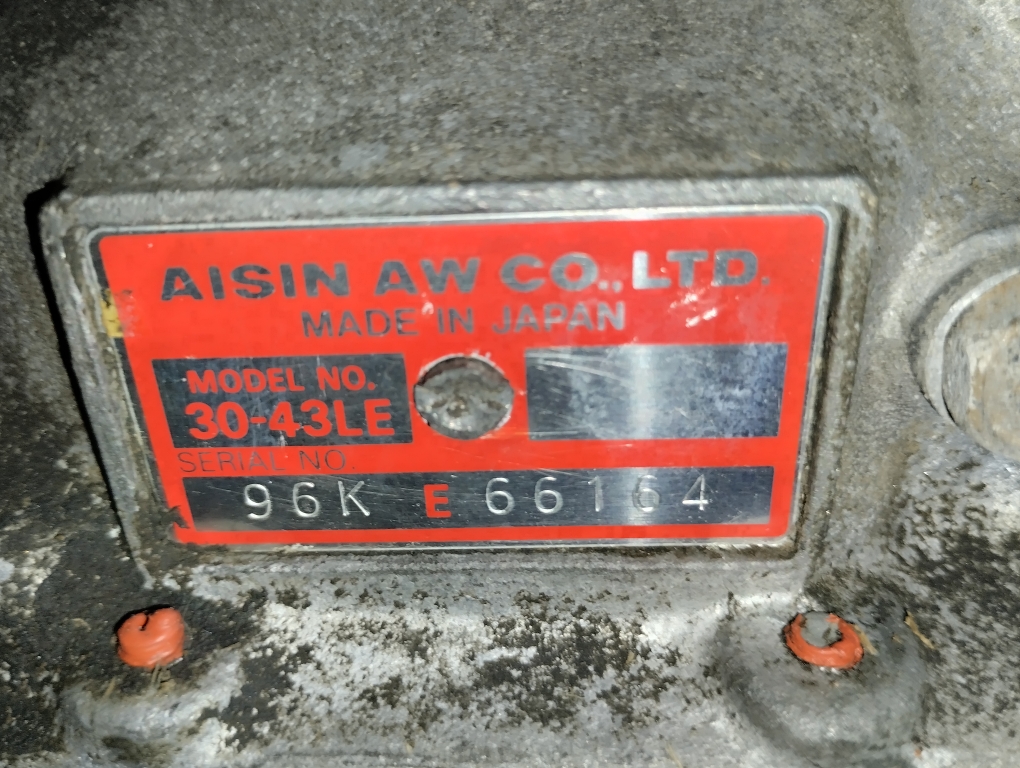 AISIN AW CO., LTD.
MADE IN JAPAN
MODEL NO.
30-43LE
SERIAL NO.
96K E 66164